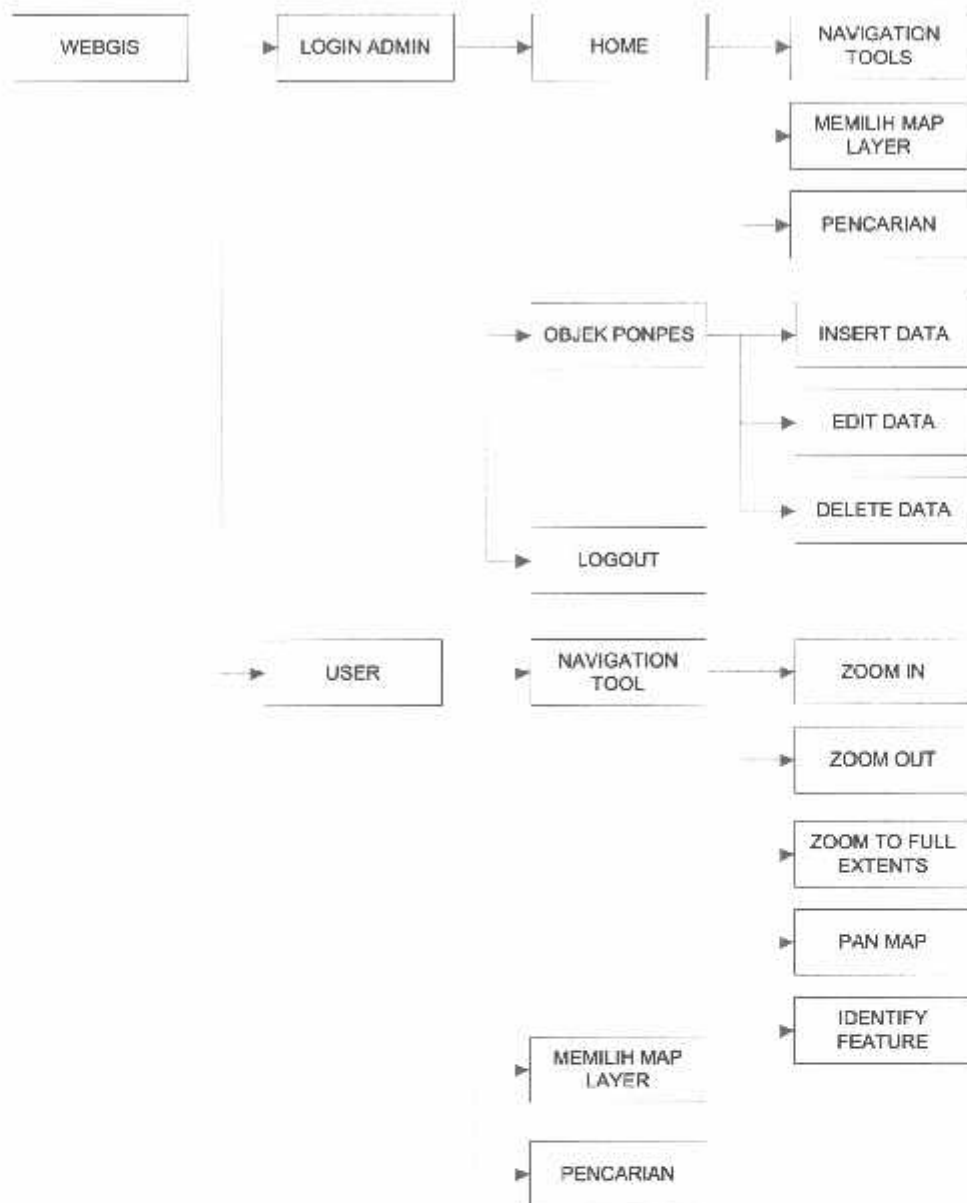 WEBGIS
LOGIN ADMIN
HOME
NAVIGATION
TOOLS
MEMILIH MAP
LAYER
PENCARIAN
OBJEK PONPES
INSERT DATA
EDIT DATA
DELETE DATA
LOGOUT
USER
NAVIGATION
TOOL
ZOOM IN
ZOOM OUT
ZOOM TO FULL
EXTENTS
PAN MAP
IDENTIFY
FEATURE
MEMILIH MAP
LAYER
PENCARIAN